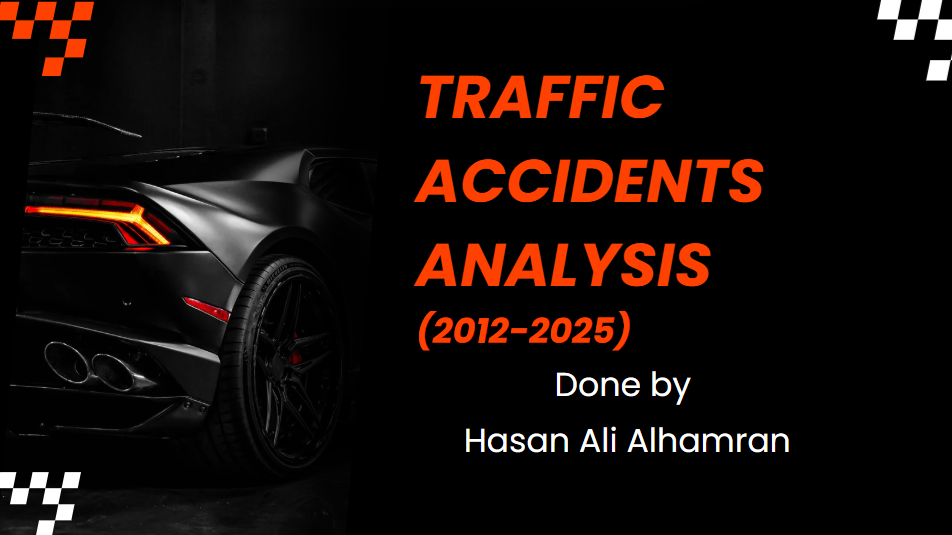 TRAFFIC
ACCIDENTS
ANALYSIS
(2012-2025)
Done by
Hasan Ali Alhamran